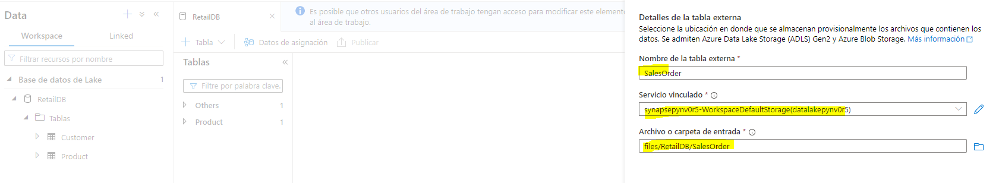 Data
Workspace
Linked
Filtrar recursos por nombre
Base de datos de Lake 1
RetailDB
Tablas
Customer
Product
RetailDB
Es posible que otros usuarios del área de trabajo tengan acceso para modificar este elemento
al área de trabajo.
Tabla
Datos de asignación
Publicar
Tablas
Filtre por palabra clave.
Others 1
Product 1
Detalles de la tabla externa
Seleccione la ubicación en donde que se almacenan provisionalmente los archivos que contienen los
datos. Se admiten Azure Data Lake Storage (ADLS) Gen2 y Azure Blob Storage. Más información
Nombre de la tabla externa *
SalesOrder
Servicio vinculado *
synapsepynv0r5-WorkspaceDefaultStorage(datalakepynv0r5)
Archivo o carpeta de entrada *
files/RetailDB/SalesOrder